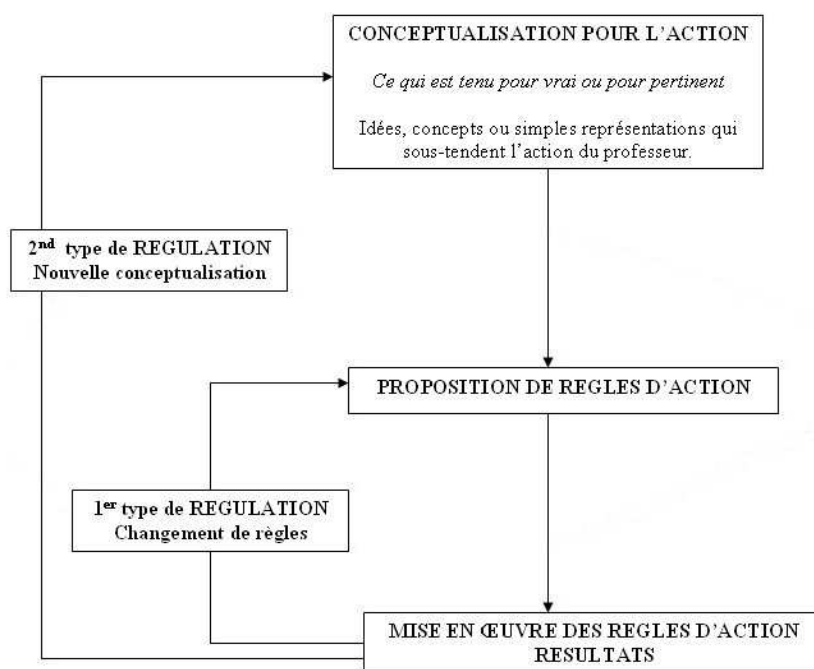 CONCEPTUALISATION POUR L'ACTION
Ce qui est tenu pour vrai ou pour pertinent
Idées, concepts ou simples représentations qui
sous-tendent l'action du professeur.
2nd type de REGULATION
Nouvelle conceptualisation
PROPOSITION DE REGLES D'ACTION
1er type de REGULATION
Changement de règles
MISE EN ŒUVRE DES REGLES D'ACTION
RESULTATS